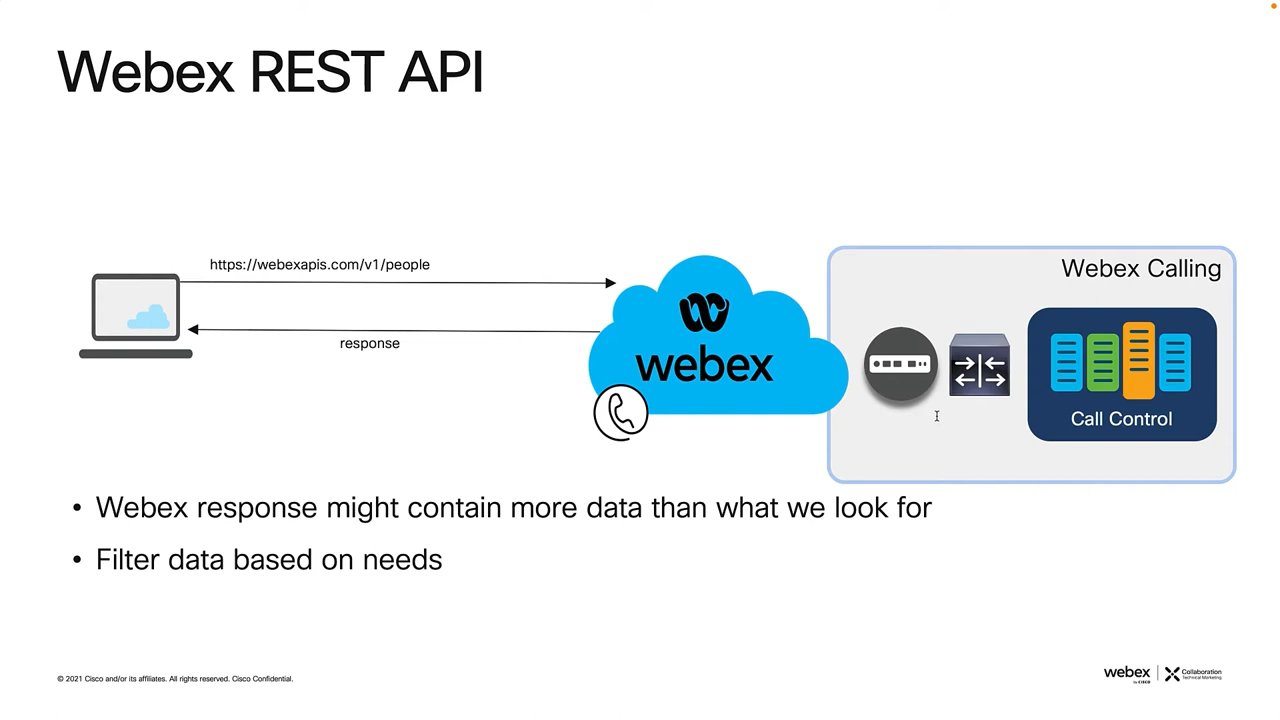 Webex REST API
https://webexapis.com/v1/people
response
webex
Webex Calling
Call Control
• Webex response might contain more data than what we look for
• Filter data based on needs
© 2021 Cisco and/or its affiliates. All rights reserved. Cisco Confidential.
webex
by CISCO
Collaboration
Technical Marketing